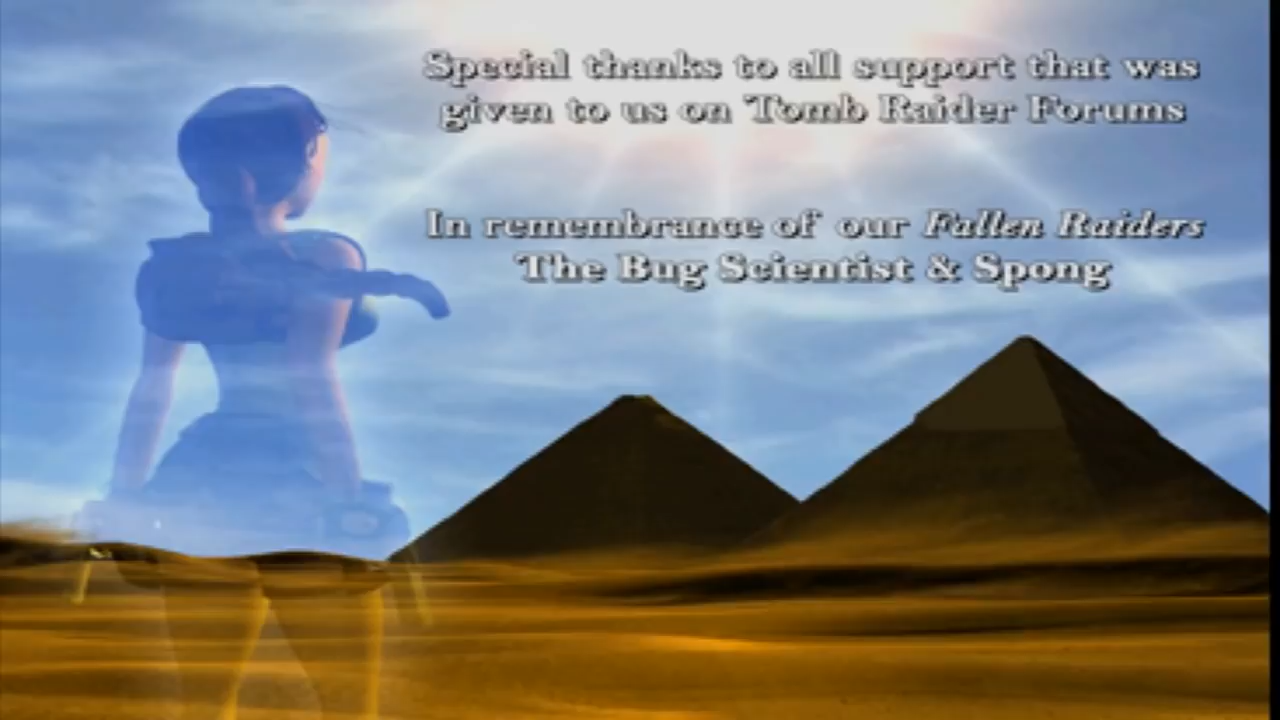 Special thanks to all support that was
given to us on Tomb Raider Forums
In remembrance of our Fallen Raiders
The Bug Scientist & Spong